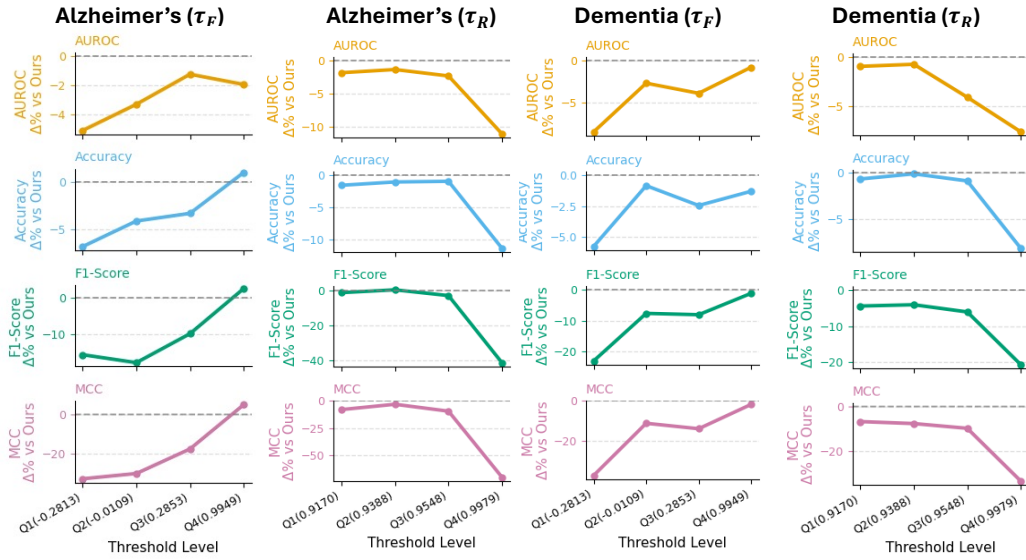 Alzheimer's (τF)
AUROC
0
−2
−4
AUROC
Δ% vs Ours
Accuracy
0
−5
Accuracy
Δ% vs Ours
F1-Score
0
−10
F1-Score
Δ% vs Ours
MCC
0
−20
MCC
Δ% vs Ours
Q1(-0.2813)
Q2(-0.0109)
Q3(0.2853)
Q4(0.9949)
Threshold Level
Alzheimer's (τR)
AUROC
0
−5
−10
AUROC
Δ% vs Ours
Accuracy
0
−5
−10
Accuracy
Δ% vs Ours
F1-Score
0
−20
−40
F1-Score
Δ% vs Ours
MCC
0
−25
−50
MCC
Δ% vs Ours
Q1(0.9170)
Q2(0.9388)
Q3(0.9548)
Q4(0.9979)
Threshold Level
Dementia (τF)
AUROC
0
−5
AUROC
Δ% vs Ours
Accuracy
0.0
−2.5
−5.0
Accuracy
Δ% vs Ours
F1-Score
0
−10
−20
F1-Score
Δ% vs Ours
MCC
0
−20
MCC
Δ% vs Ours
Q1(-0.2813)
Q2(-0.0109)
Q3(0.2853)
Q4(0.9949)
Threshold Level
Dementia (τR)
AUROC
0
−5
AUROC
Δ% vs Ours
Accuracy
0
−5
Accuracy
Δ% vs Ours
F1-Score
0
−10
−20
F1-Score
Δ% vs Ours
MCC
0
−20
MCC
Δ% vs Ours
Q1(0.9170)
Q2(0.9388)
Q3(0.9548)
Q4(0.9979)
Threshold Level